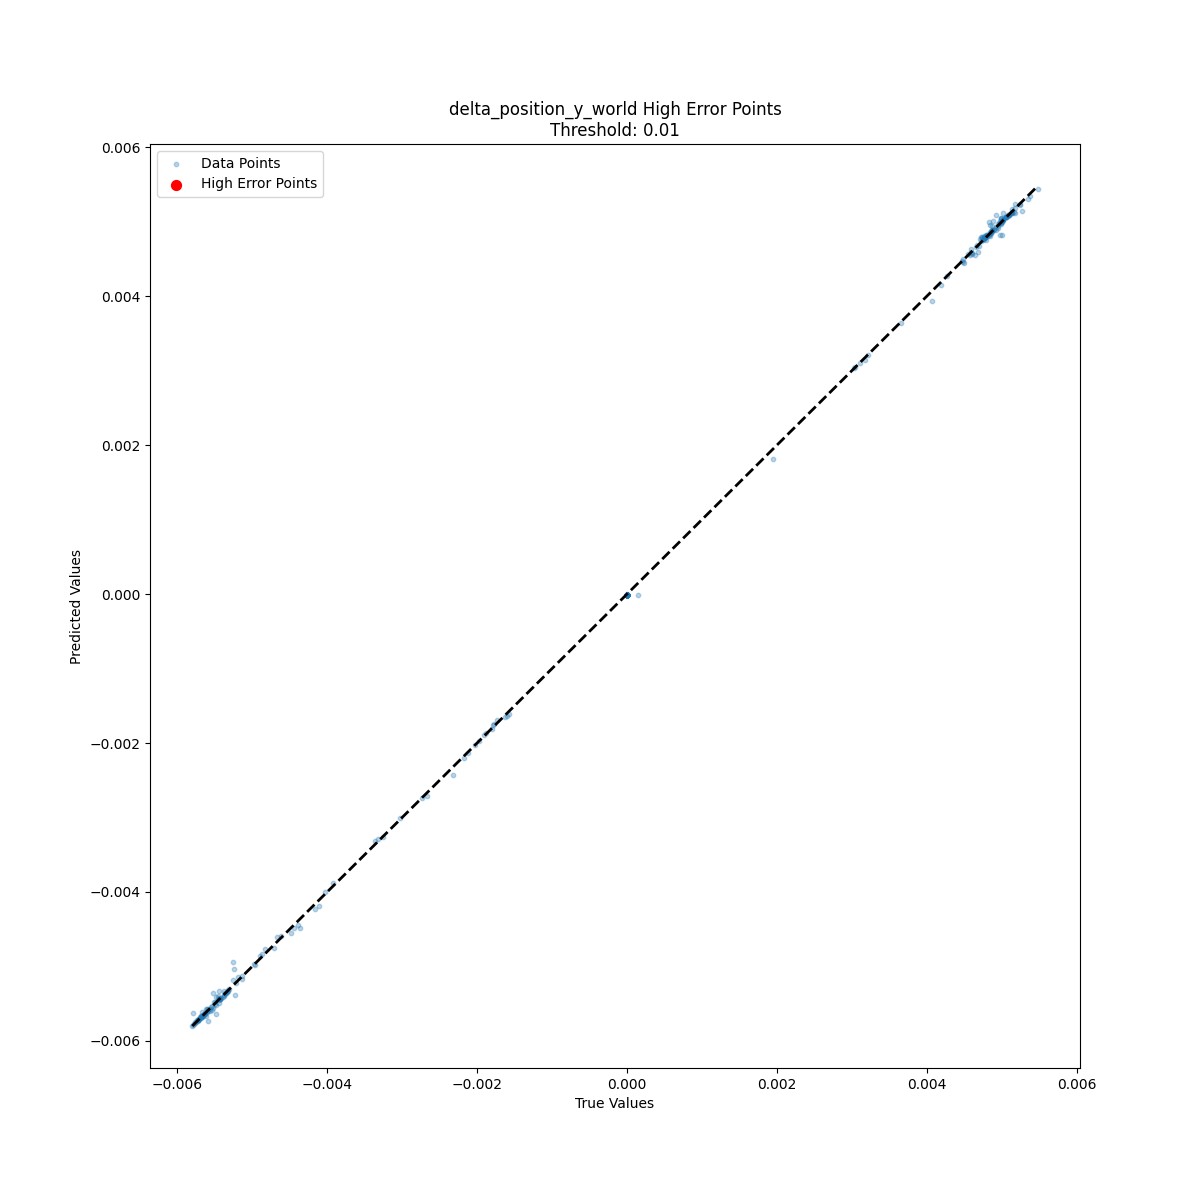 delta_position_y_world High Error Points
Threshold: 0.01
Data Points
High Error Points
0.006
0.004
0.002
0.000
−0.002
−0.004
−0.006
Predicted Values
−0.006
−0.004
−0.002
0.000
0.002
0.004
0.006
True Values